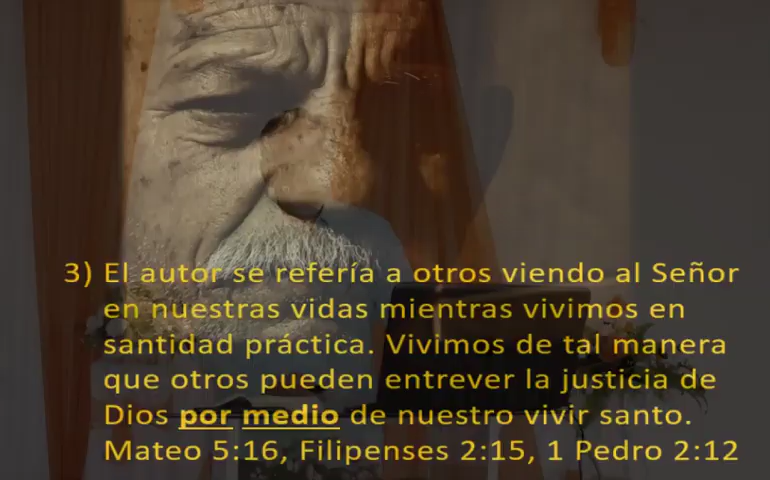 3) El autor se refería a otros viendo al Señor
en nuestras vidas mientras vivimos en
santidad práctica. Vivimos de tal manera
que otros pueden entrever la justicia de
Dios por medio de nuestro vivir santo.
Mateo 5:16, Filipenses 2:15, 1 Pedro 2:12